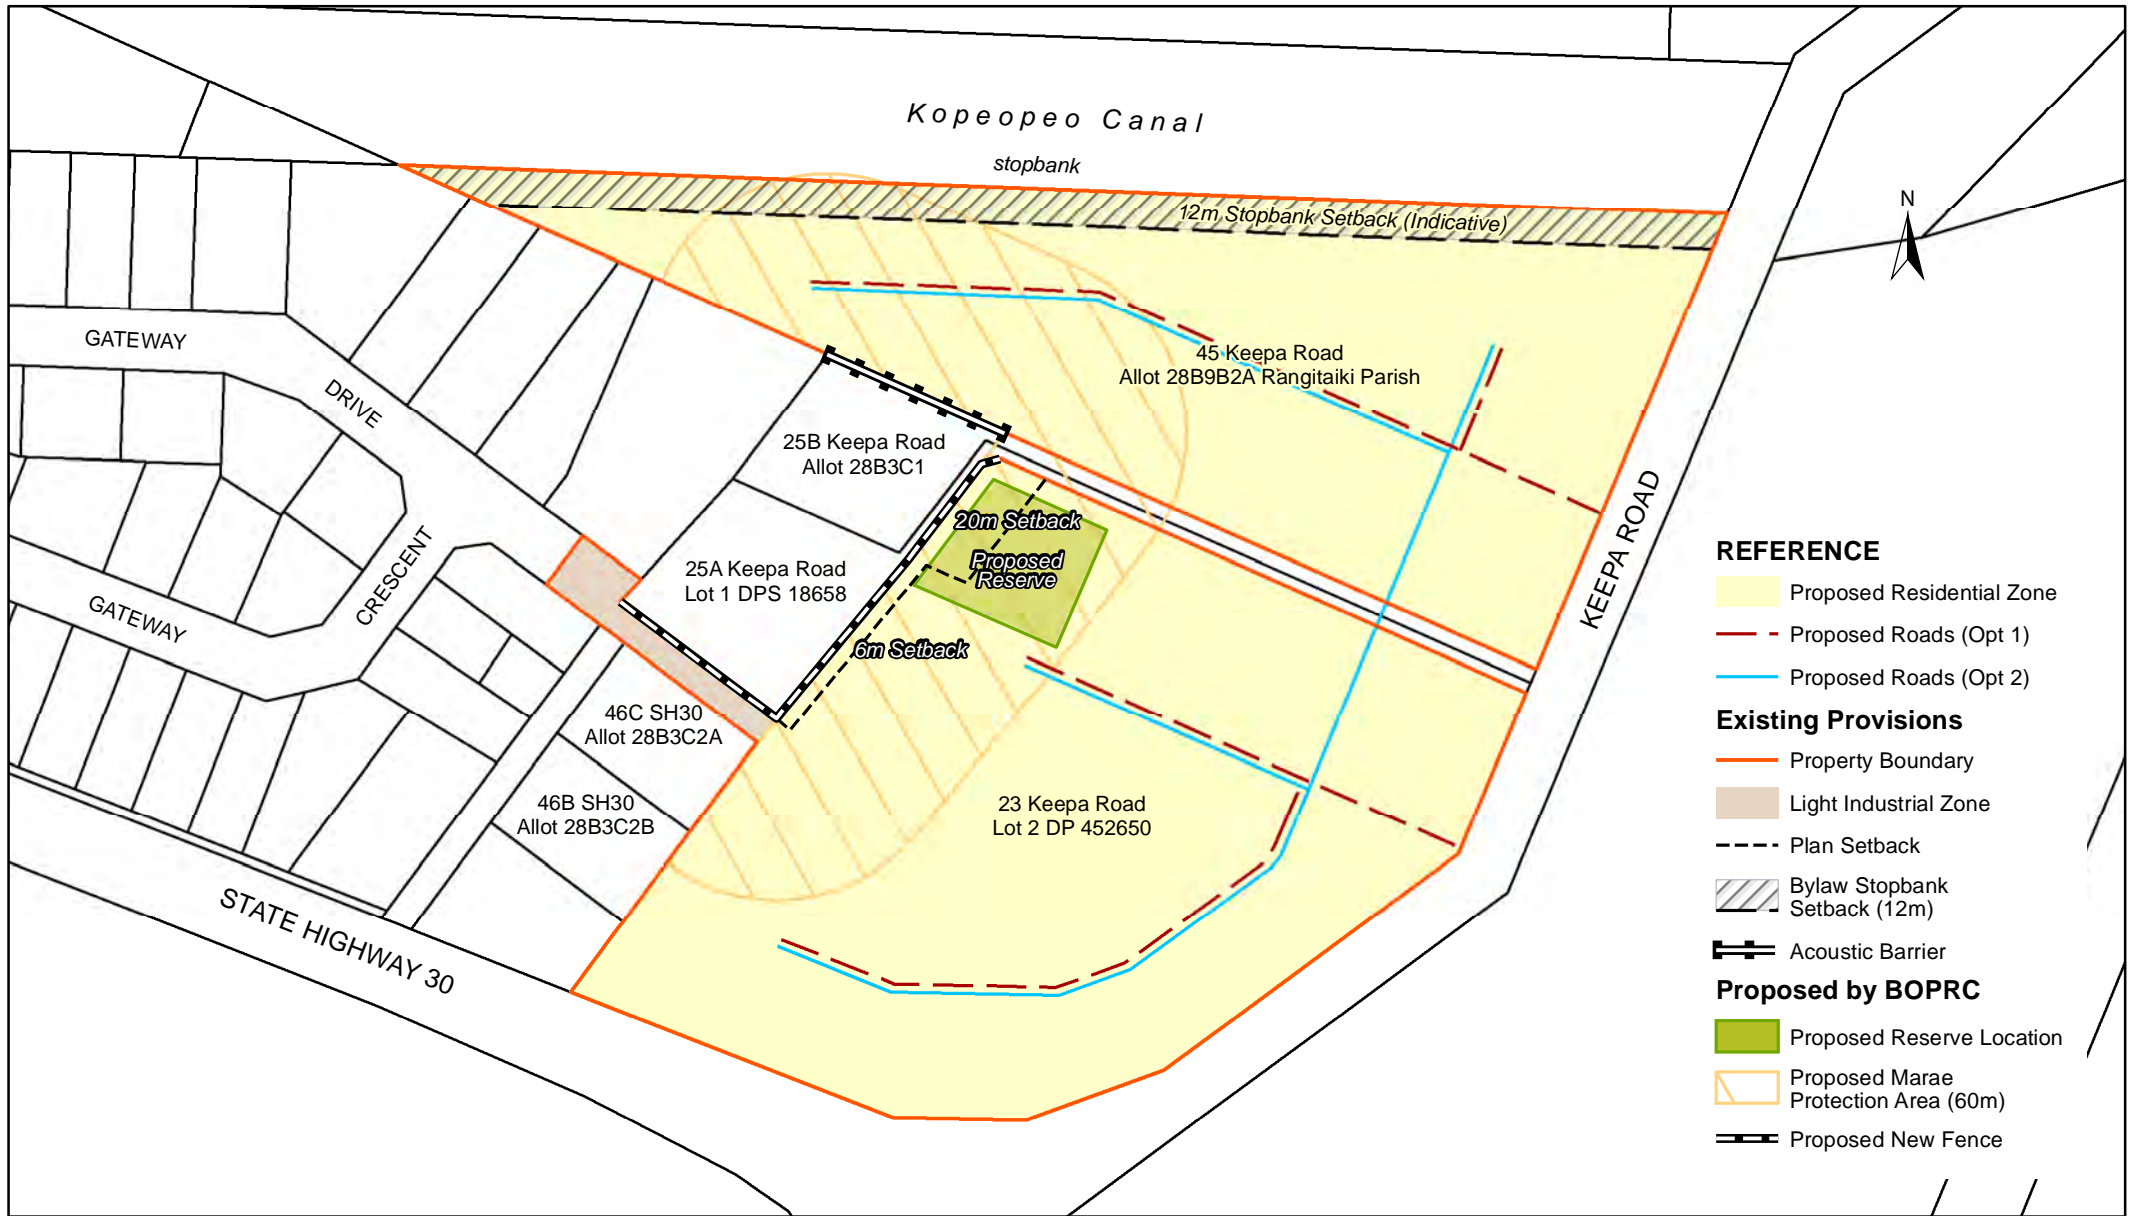 Kopeopeo Canal
stopbank
12m Stopbank Setback (Indicative)
N
GATEWAY
DRIVE
45 Keepa Road
Allot 28B9B2A Rangitaiki Parish
25B Keepa Road
Allot 28B3C1
KEEPA ROAD
20m Setback
Proposed
Reserve
25A Keepa Road
Lot 1 DPS 18658
CRESCENT
GATEWAY
6m Setback
46C SH30
Allot 28B3C2A
46B SH30
Allot 28B3C2B
23 Keepa Road
Lot 2 DP 452650
STATE HIGHWAY 30
REFERENCE
Proposed Residential Zone
Proposed Roads (Opt 1)
Proposed Roads (Opt 2)
Existing Provisions
Property Boundary
Light Industrial Zone
Plan Setback
Bylaw Stopbank
Setback (12m)
Acoustic Barrier
Proposed by BOPRC
Proposed Reserve Location
Proposed Marae
Protection Area (60m)
Proposed New Fence